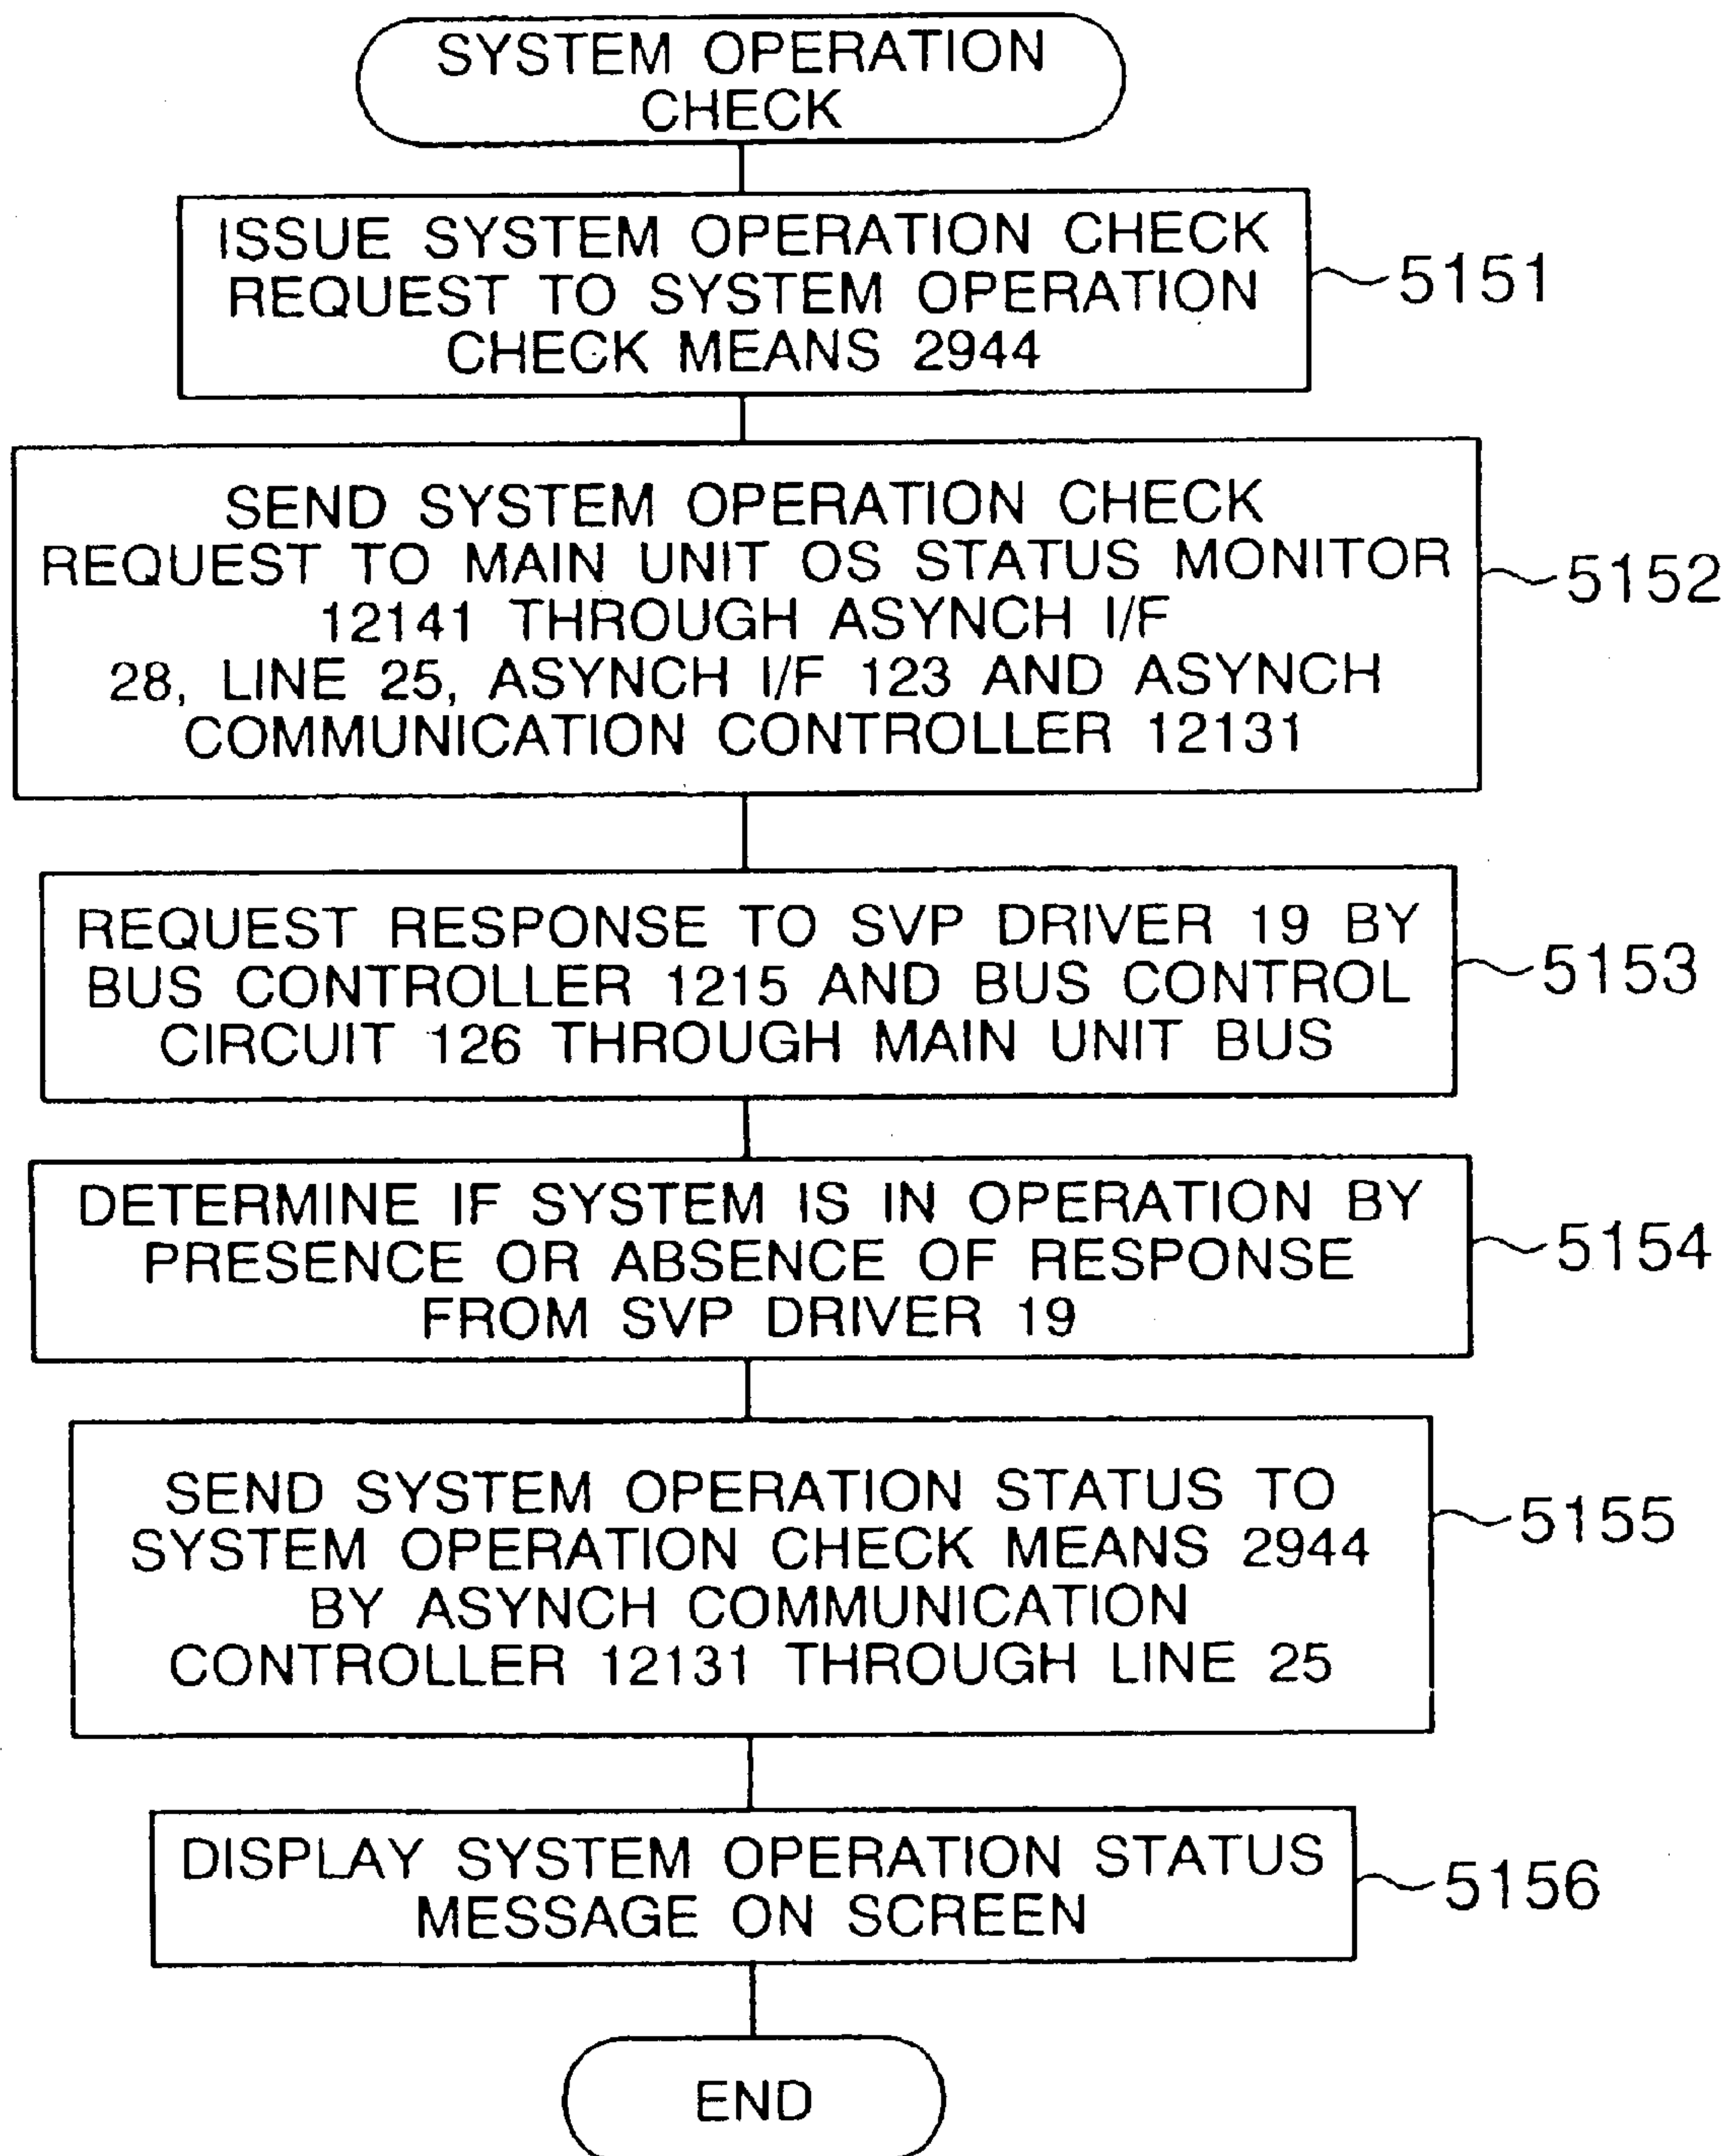 SYSTEM OPERATION
CHECK
ISSUE SYSTEM OPERATION CHECK
REQUEST TO SYSTEM OPERATION
CHECK MEANS 2944
5151
SEND SYSTEM OPERATION CHECK
REQUEST TO MAIN UNIT OS STATUS MONITOR
12141 THROUGH ASYNCH I/F
28, LINE 25, ASYNCH I/F 123 AND ASYNCH
COMMUNICATION CONTROLLER 12131
5152
REQUEST RESPONSE TO SVP DRIVER 19 BY
BUS CONTROLLER 1215 AND BUS CONTROL
CIRCUIT 126 THROUGH MAIN UNIT BUS
5153
DETERMINE IF SYSTEM IS IN OPERATION BY
PRESENCE OR ABSENCE OF RESPONSE
FROM SVP DRIVER 19
5154
SEND SYSTEM OPERATION STATUS TO
SYSTEM OPERATION CHECK MEANS 2944
BY ASYNCH COMMUNICATION
CONTROLLER 12131 THROUGH LINE 25
5155
DISPLAY SYSTEM OPERATION STATUS
MESSAGE ON SCREEN
5156
END